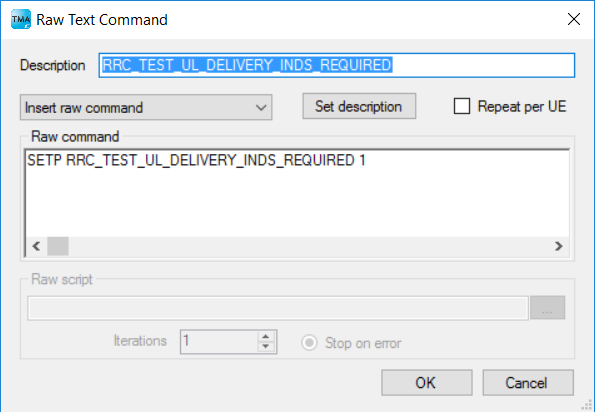 TMA Raw Text Command
Description RRC_TEST_UL_DELIVERY_INDS_REQUIRED
Insert raw command Set description Repeat per UE
Raw command
SETP RRC_TEST_UL_DELIVERY_INDS_REQUIRED 1
Raw script
...
Iterations 1 Stop on error
OK Cancel